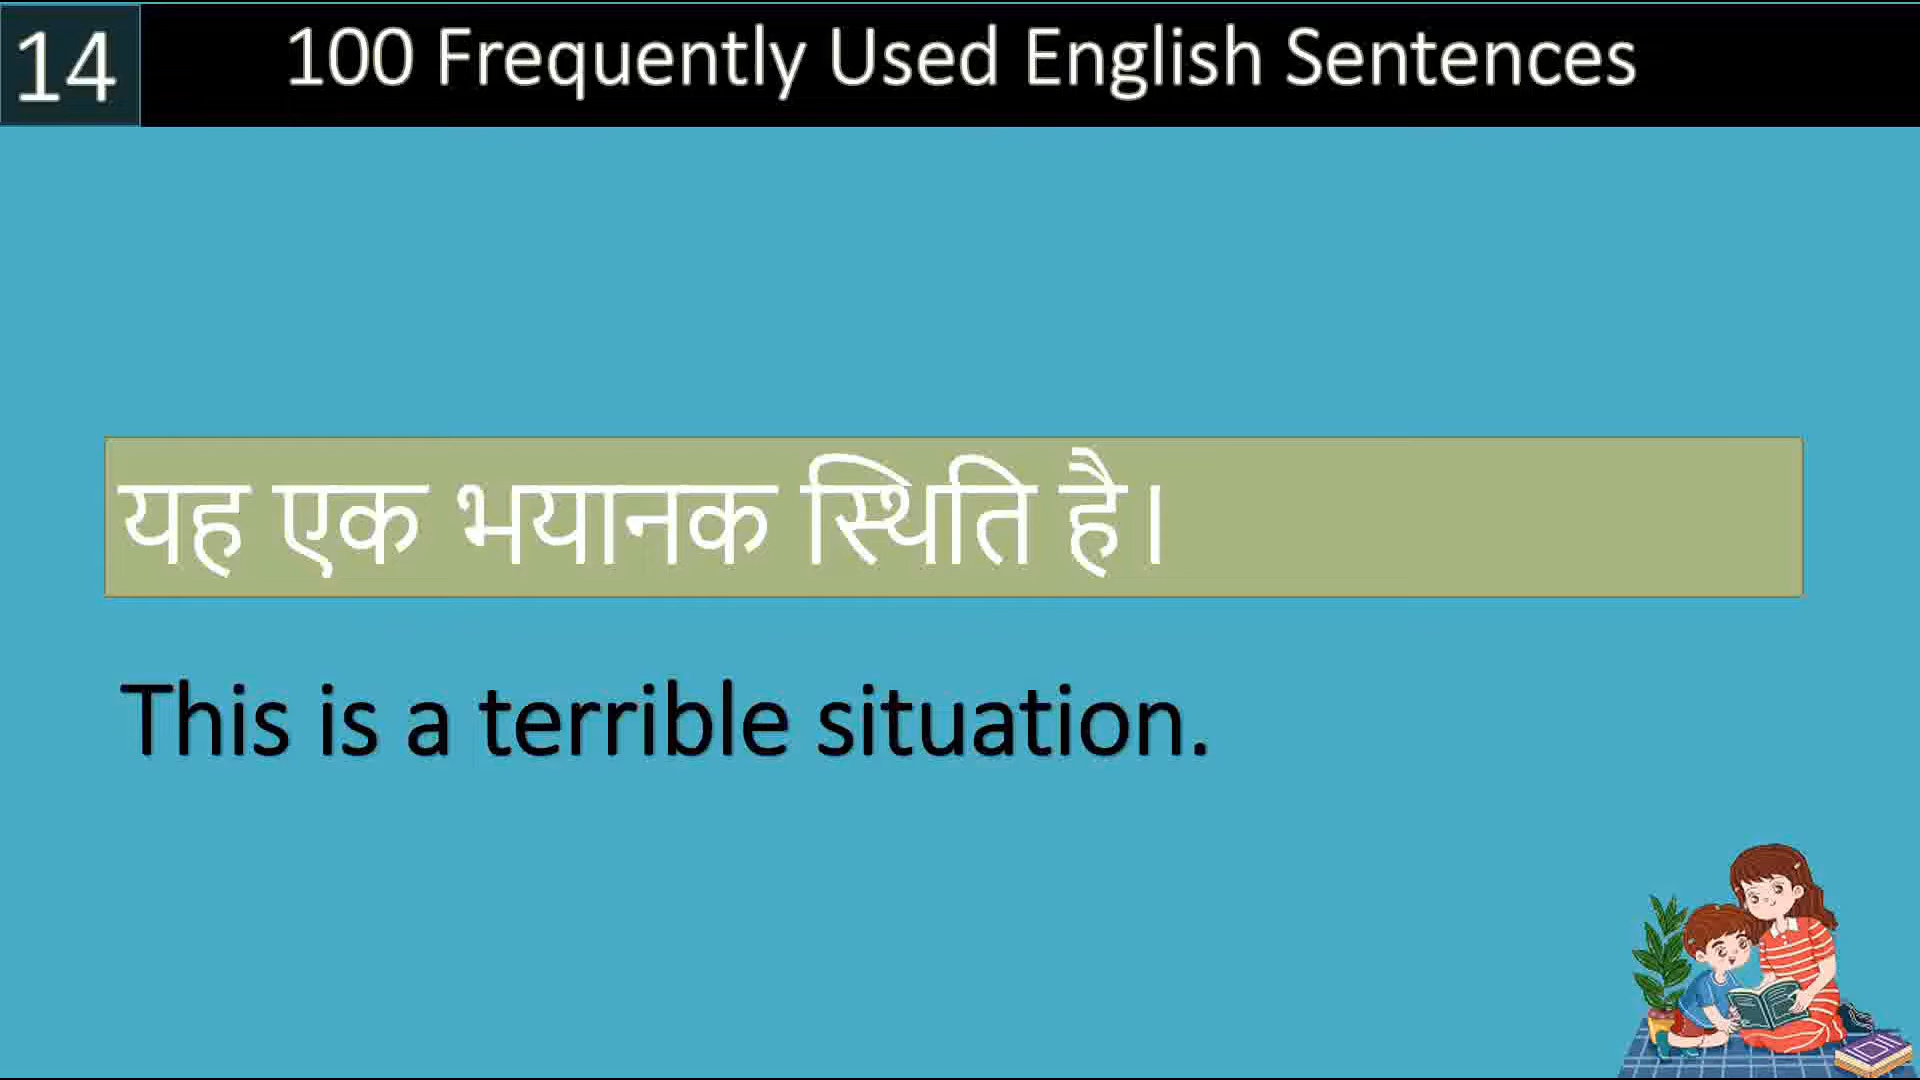 14
100 Frequently Used English Sentences
यह एक भयानक स्थिति है।
This is a terrible situation.